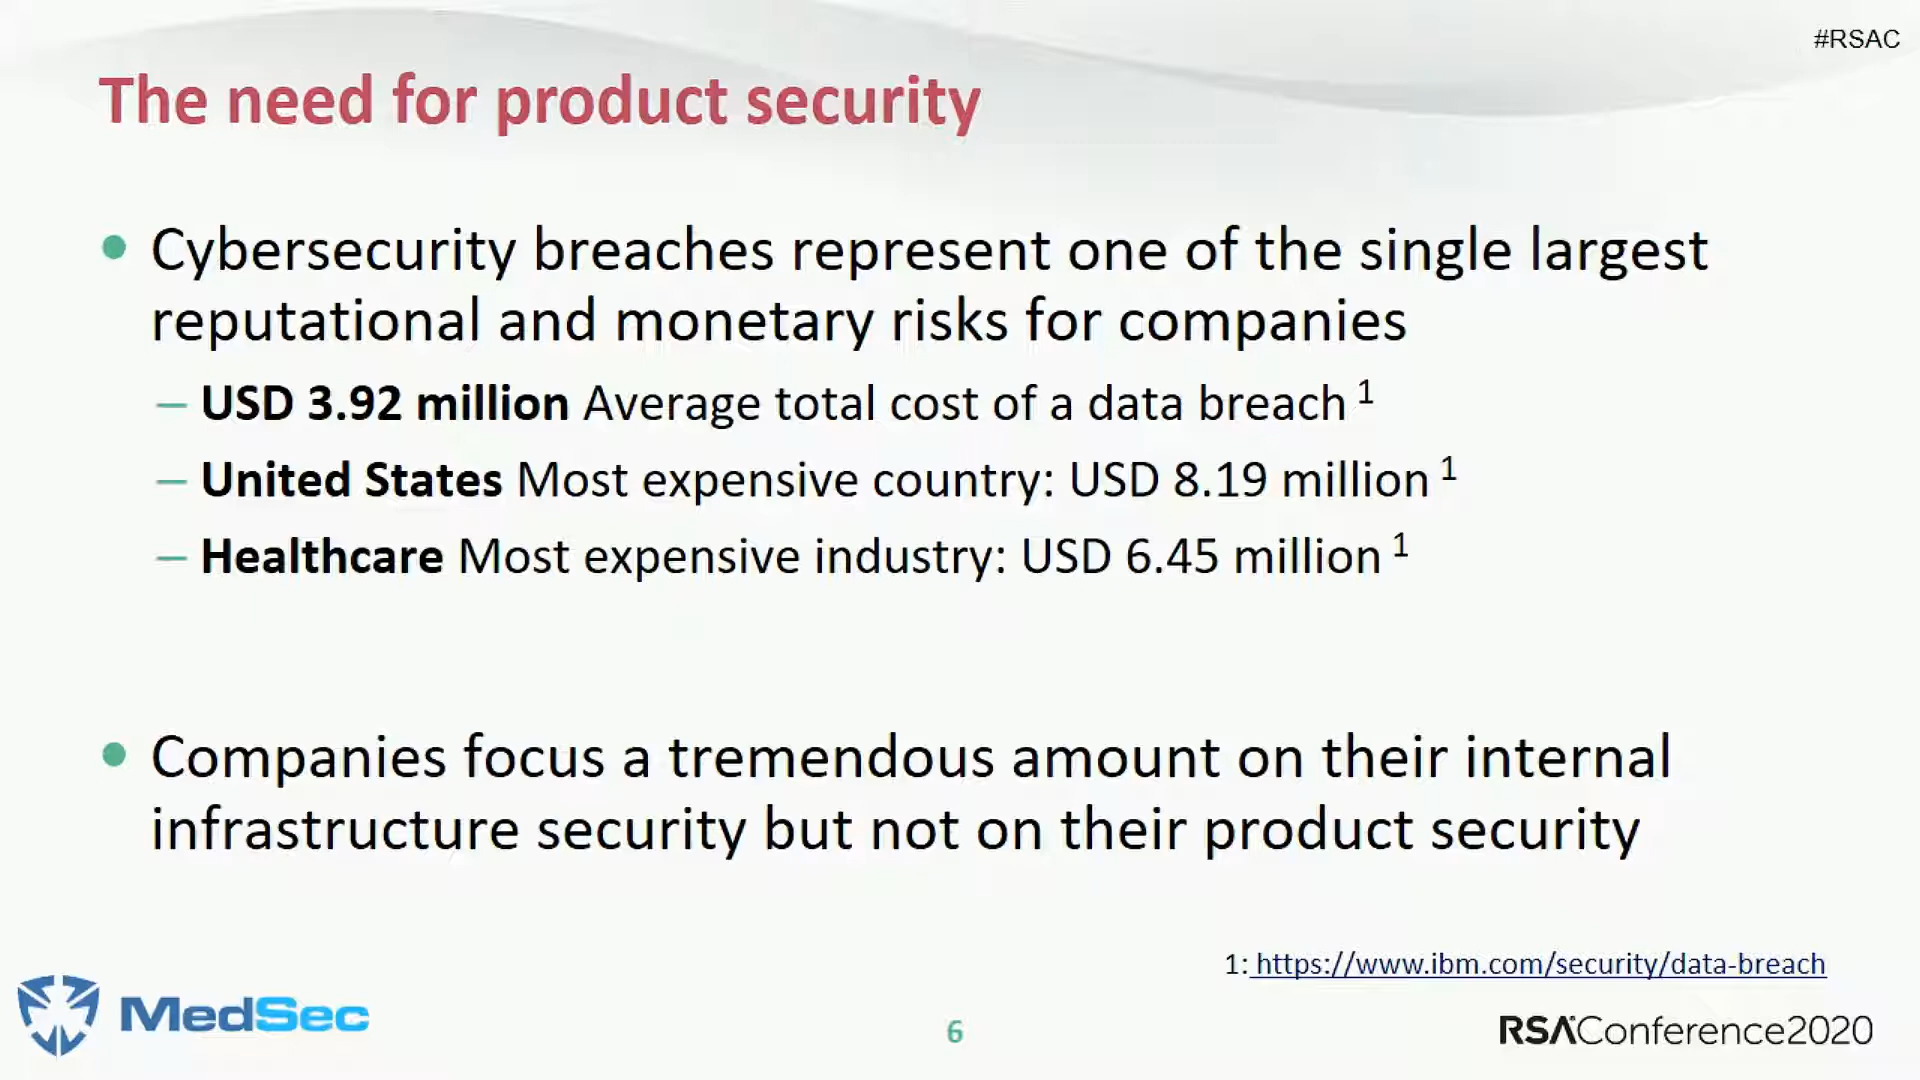 #RSAC
The need for product security
• Cybersecurity breaches represent one of the single largest
reputational and monetary risks for companies
– USD 3.92 million Average total cost of a data breach 1
– United States Most expensive country: USD 8.19 million 1
– Healthcare Most expensive industry: USD 6.45 million 1
• Companies focus a tremendous amount on their internal
infrastructure security but not on their product security
1: https://www.ibm.com/security/data-breach
MedSec
6
RSAConference2020